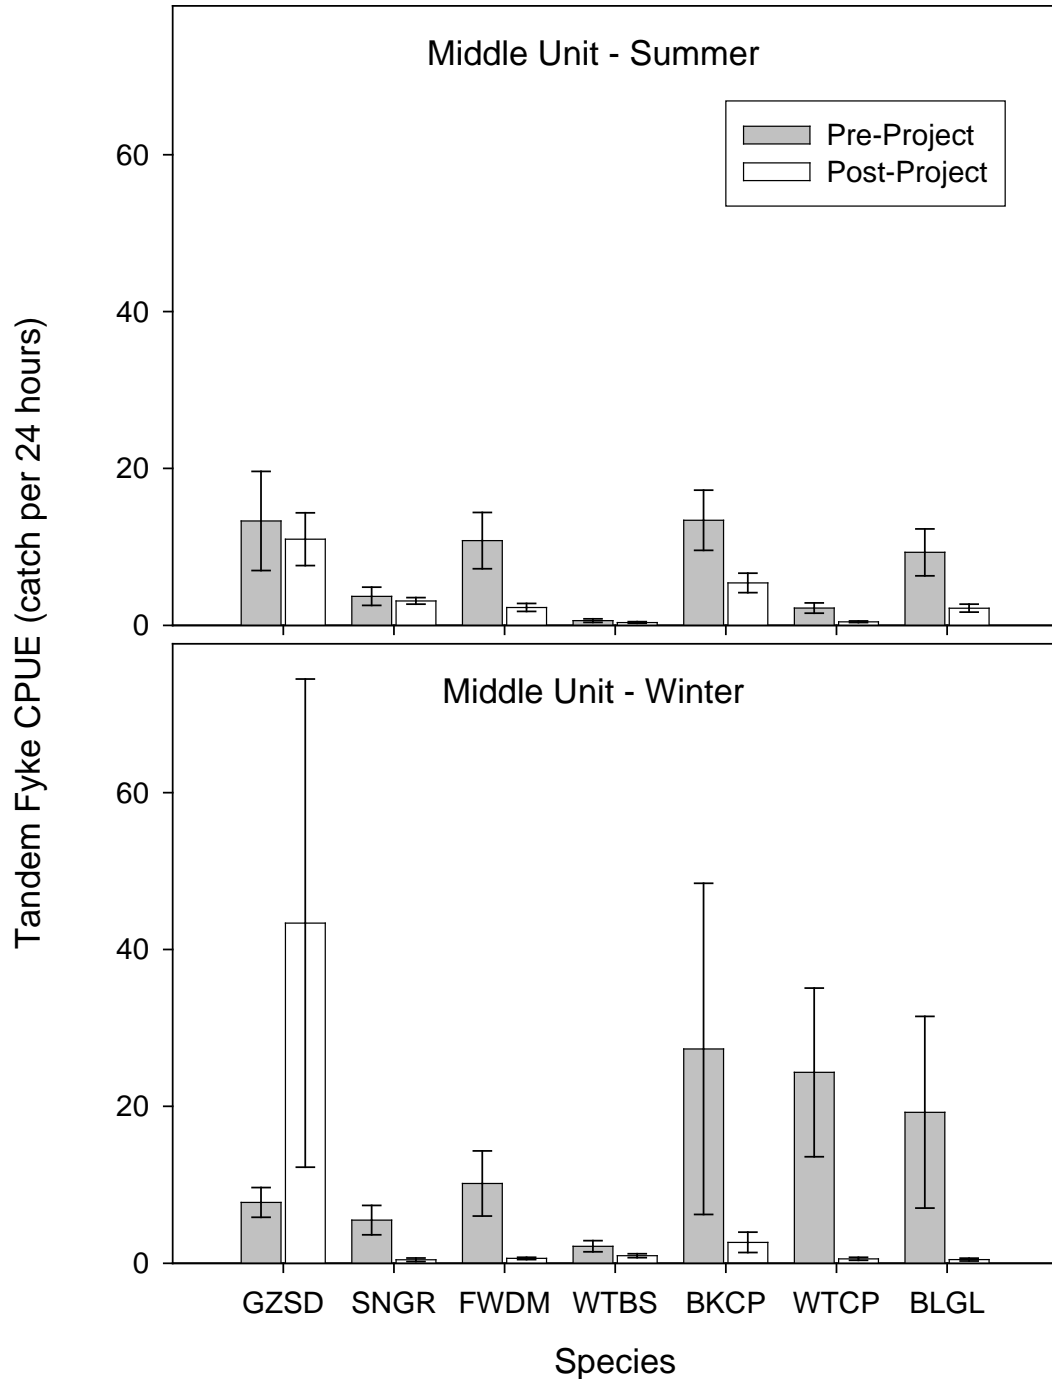 Middle Unit - Summer
Pre-Project
Post-Project
60
40
20
0
Tandem Fyke CPUE (catch per 24 hours)
Middle Unit - Winter
60
40
20
0
GZSD SNGR FWDM WTBS BKCP WTCP BLGL
Species